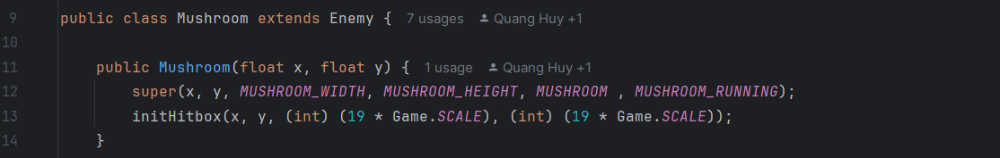 9 public class Mushroom extends Enemy { 7 usages Quang Huy +1
10
11 public Mushroom(float x, float y) { 1 usage Quang Huy +1
12 super(x, y, MUSHROOM_WIDTH, MUSHROOM_HEIGHT, MUSHROOM , MUSHROOM_RUNNING);
13 initHitbox(x, y, (int) (19 * Game.SCALE), (int) (19 * Game.SCALE));
14 }